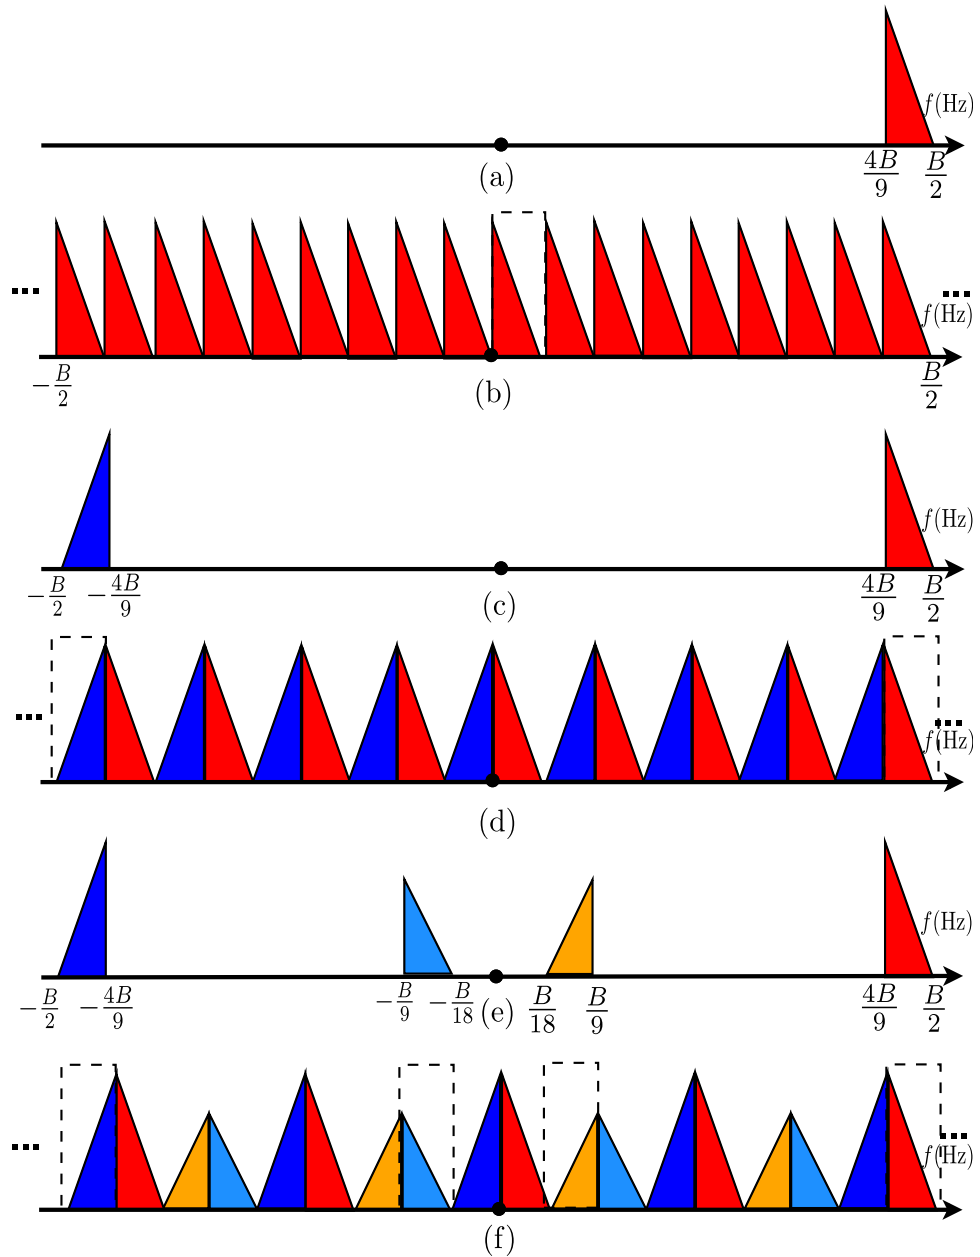 f(Hz)
4B/9 B/2
(a)
...
...
f(Hz)
-B/2 B/2
(b)
f(Hz)
-B/2 -4B/9 4B/9 B/2
(c)
...
...
f(Hz)
(d)
f(Hz)
-B/2 -4B/9 -B/9 -B/18 (e) B/18 B/9 4B/9 B/2
...
...
f(Hz)
(f)